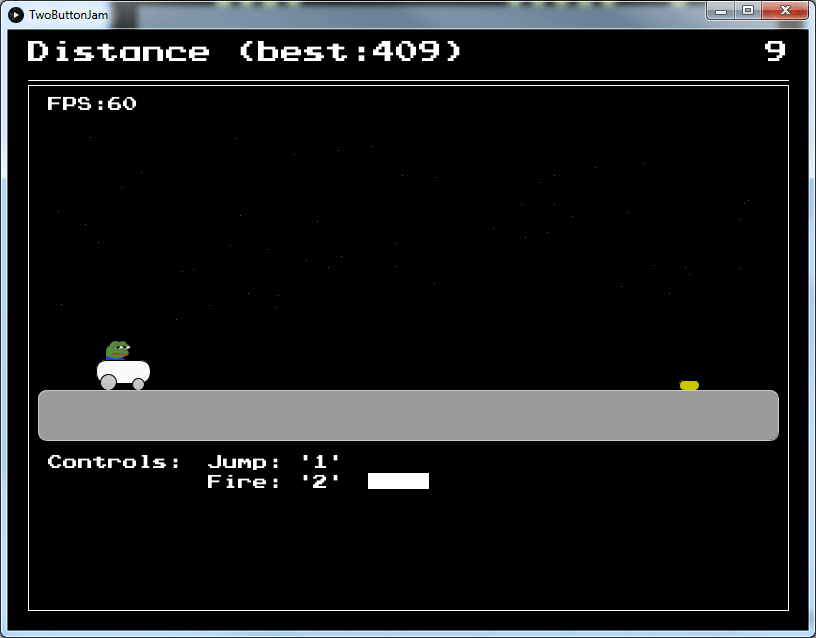 TwoButtonJam
Distance (best:409) 9
FPS:60
Controls: Jump: '1'
Fire: '2'